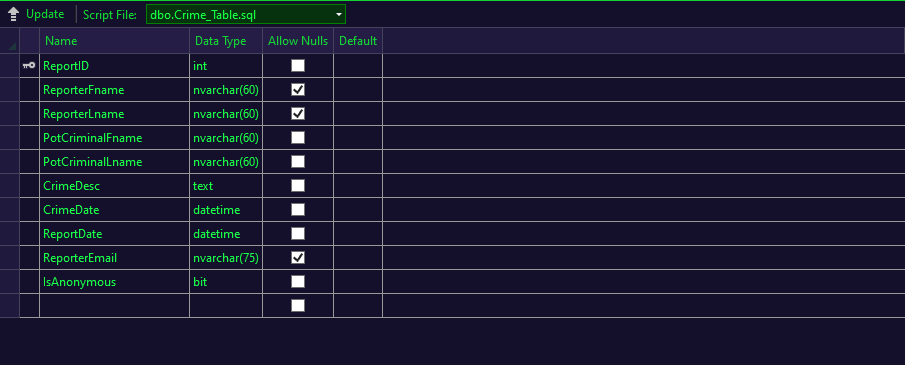 Update Script File: dbo.Crime_Table.sql
Name Data Type Allow Nulls Default
ReportID int
ReporterFname nvarchar(60)
ReporterLname nvarchar(60)
PotCriminalFname nvarchar(60)
PotCriminalLname nvarchar(60)
CrimeDesc text
CrimeDate datetime
ReportDate datetime
ReporterEmail nvarchar(75)
IsAnonymous bit